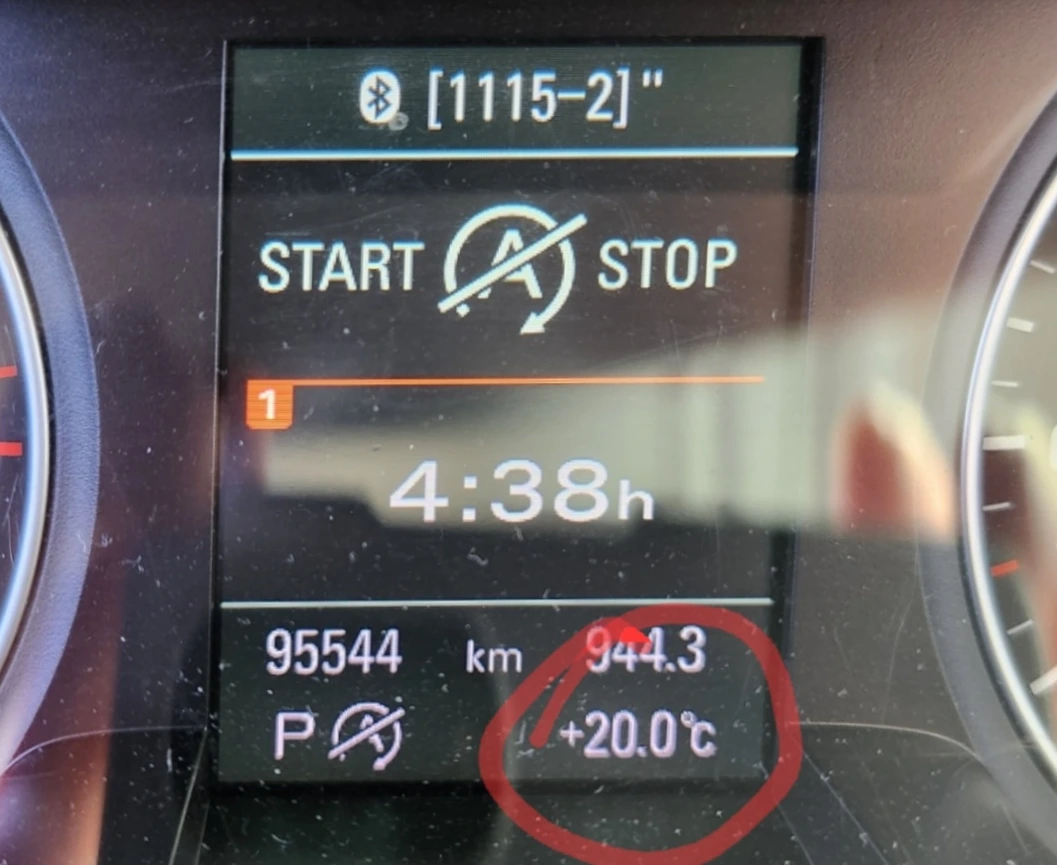 [1115-2]"
START A STOP
1
4:38h
95544 km 944.3
P A +20.0°C